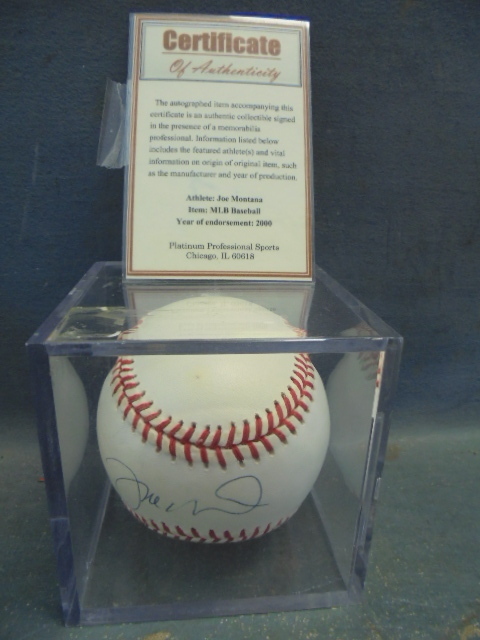 Certificate
Of Authenticity
The autographed item accompanying this
certificate is an authentic collectible signed
in the presence of a memorabilia
professional. Information listed below
includes the featured athlete(s) and vital
information on origin of original item, such
as the manufacturer and year of production.
Athlete: Joe Montana
Item: MLB Baseball
Year of endorsement: 2000
Platinum Professional Sports
Chicago, IL 60618
Joe M